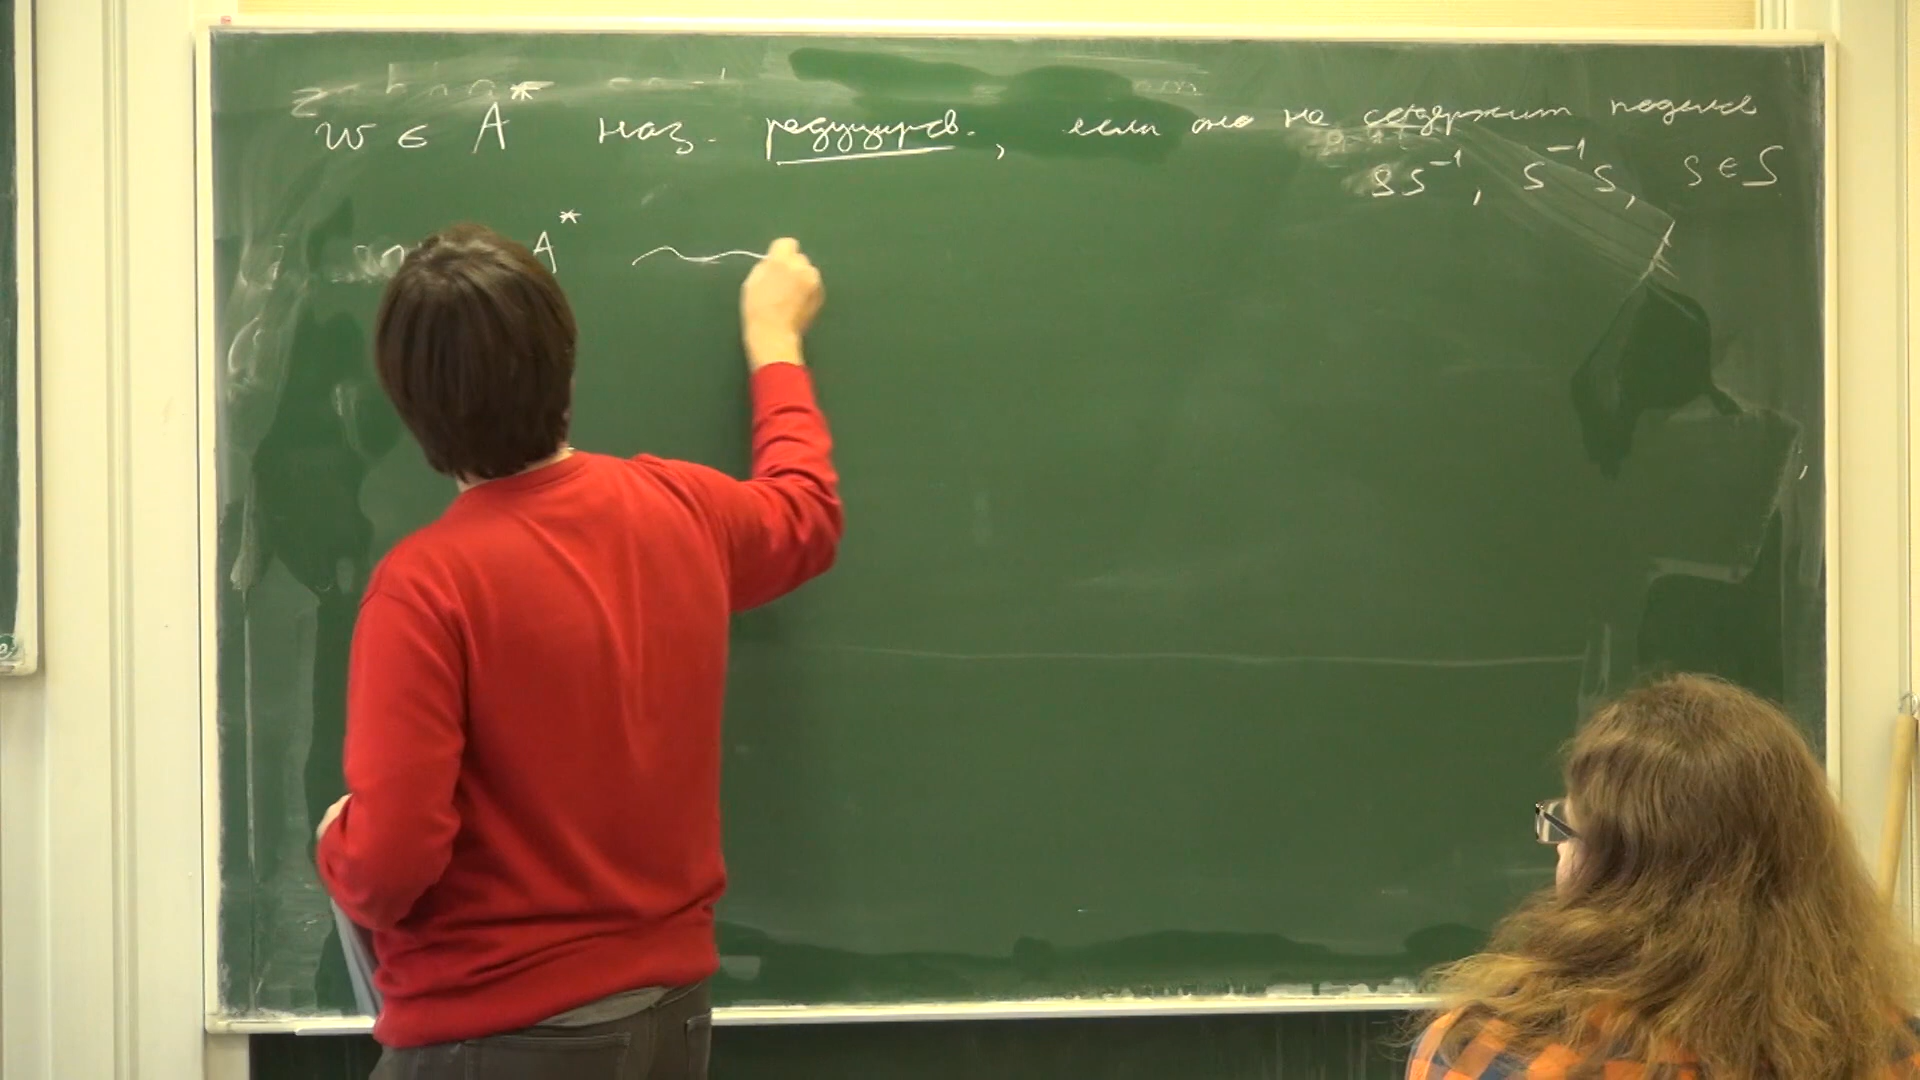 w ∈ A* наз. редуциров., если оно не содержит подслов
ss⁻¹, s⁻¹s, s ∈ S
A*